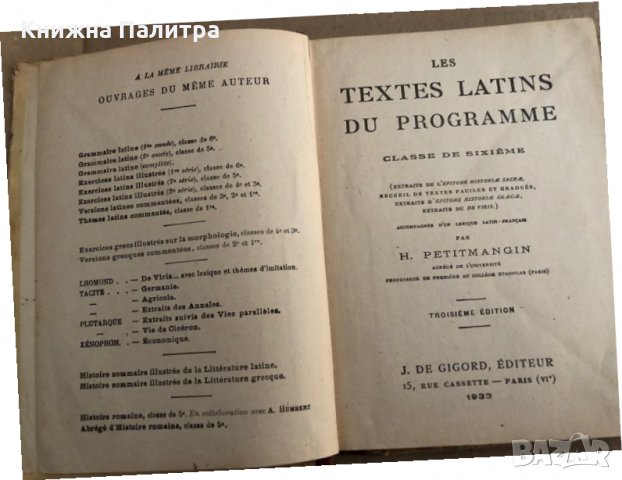 Книжна Палитра
A LA MÊME LIBRAIRIE
OUVRAGES DU MÊME AUTEUR
Grammaire latine (1re année), classe de 6e.
Grammaire latine (2e année), classe de 5e.
Grammaire latine (complète).
Exercices latins illustrés (1re série), classe de 6e.
Exercices latins illustrés (2e série), classe de 5e.
Exercices latins illustrés (3e série), classes de 4e et 3e.
Versions latines commentées, classes de 3e, 2e et 1re.
Thèmes latins commentés, classe de 1re.
Exercices grecs illustrés sur la morphologie, classes de 4e et 3e.
Versions grecques commentées, classes de 2e et 1re.
LHOMOND . . — De Viris.., avec lexique et thèmes d'imitation.
TACITE . . . — Germanie.
— — Agricola.
— — Extraits des Annales.
PLUTARQUE — Extraits suivis des Vies parallèles.
— — Vie de Cicéron.
XÉNOPHON. . — Économique.
Histoire sommaire illustrée de la Littérature latine.
Histoire sommaire illustrée de la Littérature grecque.
Histoire romaine, classe de 5e. En collaboration avec A. HUMBERT
Abrégé d'Histoire romaine, classe de 5e.
LES
TEXTES LATINS
DU PROGRAMME
CLASSE DE SIXIÈME
(EXTRAITS DE L'EPITOME HISTORIÆ SACRÆ,
RECUEIL DE TEXTES FACILES ET GRADUÉS,
EXTRAITS D'EPITOME HISTORIÆ GRÆCÆ,
EXTRAITS DU DE VIRIS.)
ACCOMPAGNÉS D'UN LEXIQUE LATIN-FRANÇAIS
PAR
H. PETITMANGIN
AGRÉGÉ DE L'UNIVERSITÉ
PROFESSEUR DE PREMIÈRE AU COLLÈGE STANISLAS (PARIS)
TROISIÈME ÉDITION
J. DE GIGORD, ÉDITEUR
15, RUE CASSETTE — PARIS (VIe)
1933
BAZAR